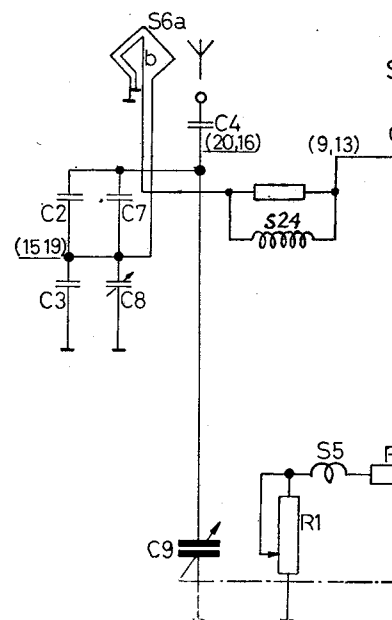 S6a
b
S
C4
(20,16)
(9,13)
C2
C7
S24
(15 19)
C3
C8
S5
R1
C9